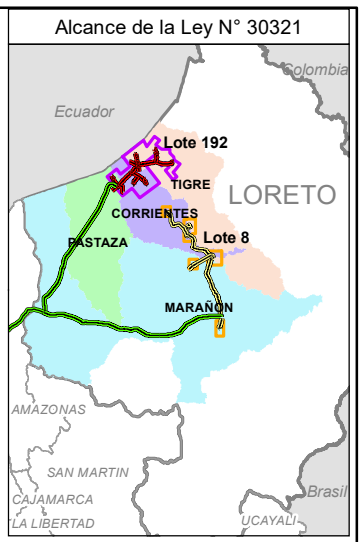 Alcance de la Ley N° 30321
Colombia
Ecuador
Lote 192
TIGRE
LORETO
CORRIENTES
Lote 8
PASTAZA
MARAÑON
AMAZONAS
SAN MARTIN
CAJAMARCA
Brasil
LA LIBERTAD
UCAYALI